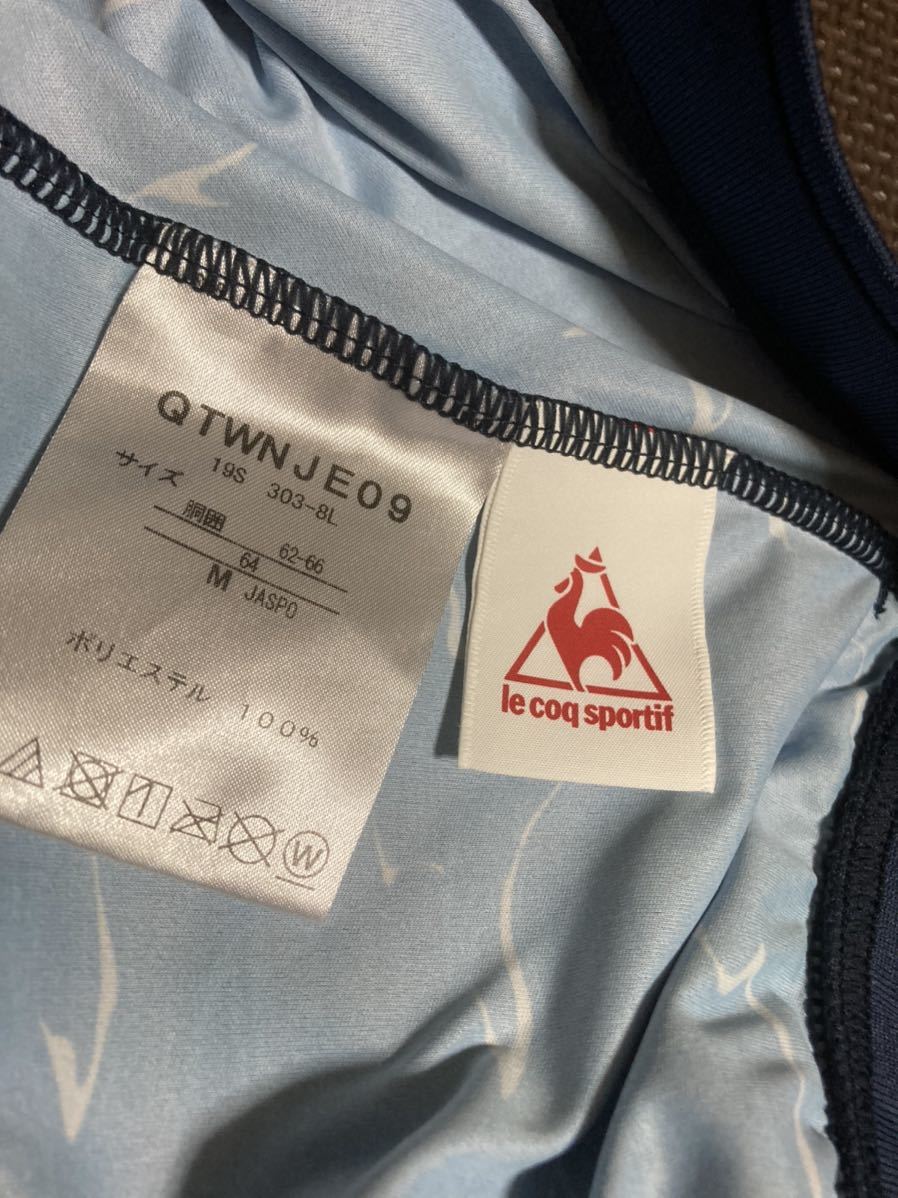 QTWNJE09
19S 303-8L
サイズ
胴囲 62-66
64
M JASPO
ポリエステル 100%
W
le coq sportif